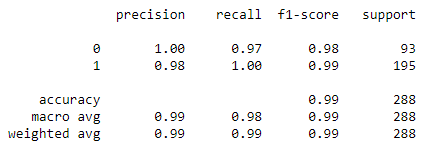 precision recall f1-score support
0 1.00 0.97 0.98 93
1 0.98 1.00 0.99 195
accuracy 0.99 288
macro avg 0.99 0.98 0.99 288
weighted avg 0.99 0.99 0.99 288